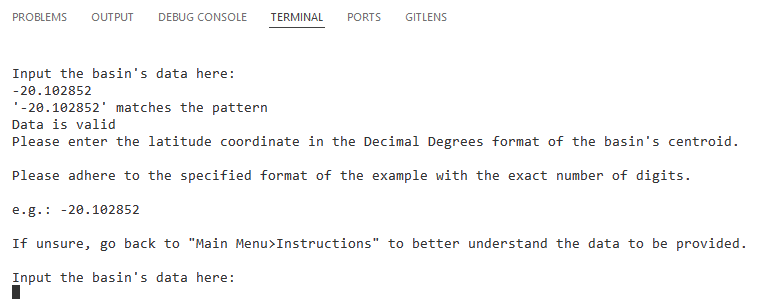 PROBLEMS OUTPUT DEBUG CONSOLE TERMINAL PORTS GITLENS
Input the basin's data here:
-20.102852
'-20.102852' matches the pattern
Data is valid
Please enter the latitude coordinate in the Decimal Degrees format of the basin's centroid.
Please adhere to the specified format of the example with the exact number of digits.
e.g.: -20.102852
If unsure, go back to "Main Menu>Instructions" to better understand the data to be provided.
Input the basin's data here: